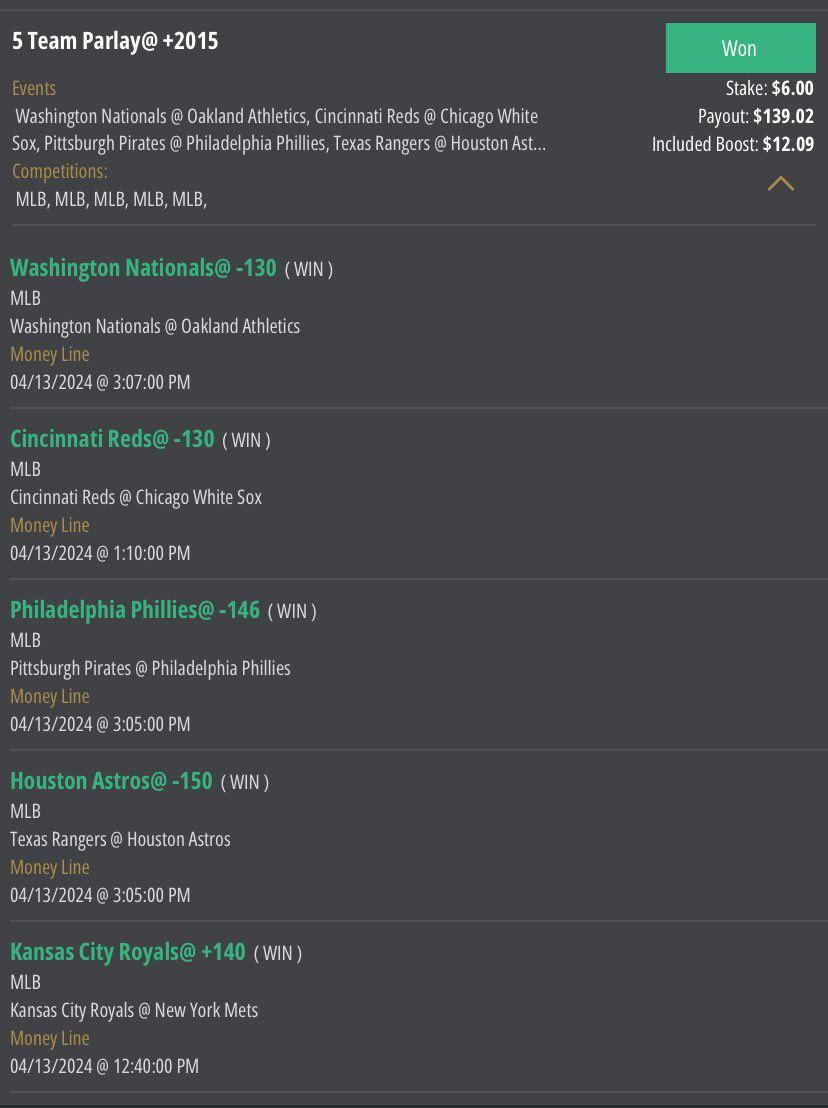 5 Team Parlay@ +2015
Won
Events
Stake: $6.00
Washington Nationals @ Oakland Athletics, Cincinnati Reds @ Chicago White
Payout: $139.02
Sox, Pittsburgh Pirates @ Philadelphia Phillies, Texas Rangers @ Houston Ast...
Included Boost: $12.09
Competitions:
MLB, MLB, MLB, MLB, MLB,
Washington Nationals@ -130 ( WIN )
MLB
Washington Nationals @ Oakland Athletics
Money Line
04/13/2024 @ 3:07:00 PM
Cincinnati Reds@ -130 ( WIN )
MLB
Cincinnati Reds @ Chicago White Sox
Money Line
04/13/2024 @ 1:10:00 PM
Philadelphia Phillies@ -146 ( WIN )
MLB
Pittsburgh Pirates @ Philadelphia Phillies
Money Line
04/13/2024 @ 3:05:00 PM
Houston Astros@ -150 ( WIN )
MLB
Texas Rangers @ Houston Astros
Money Line
04/13/2024 @ 3:05:00 PM
Kansas City Royals@ +140 ( WIN )
MLB
Kansas City Royals @ New York Mets
Money Line
04/13/2024 @ 12:40:00 PM